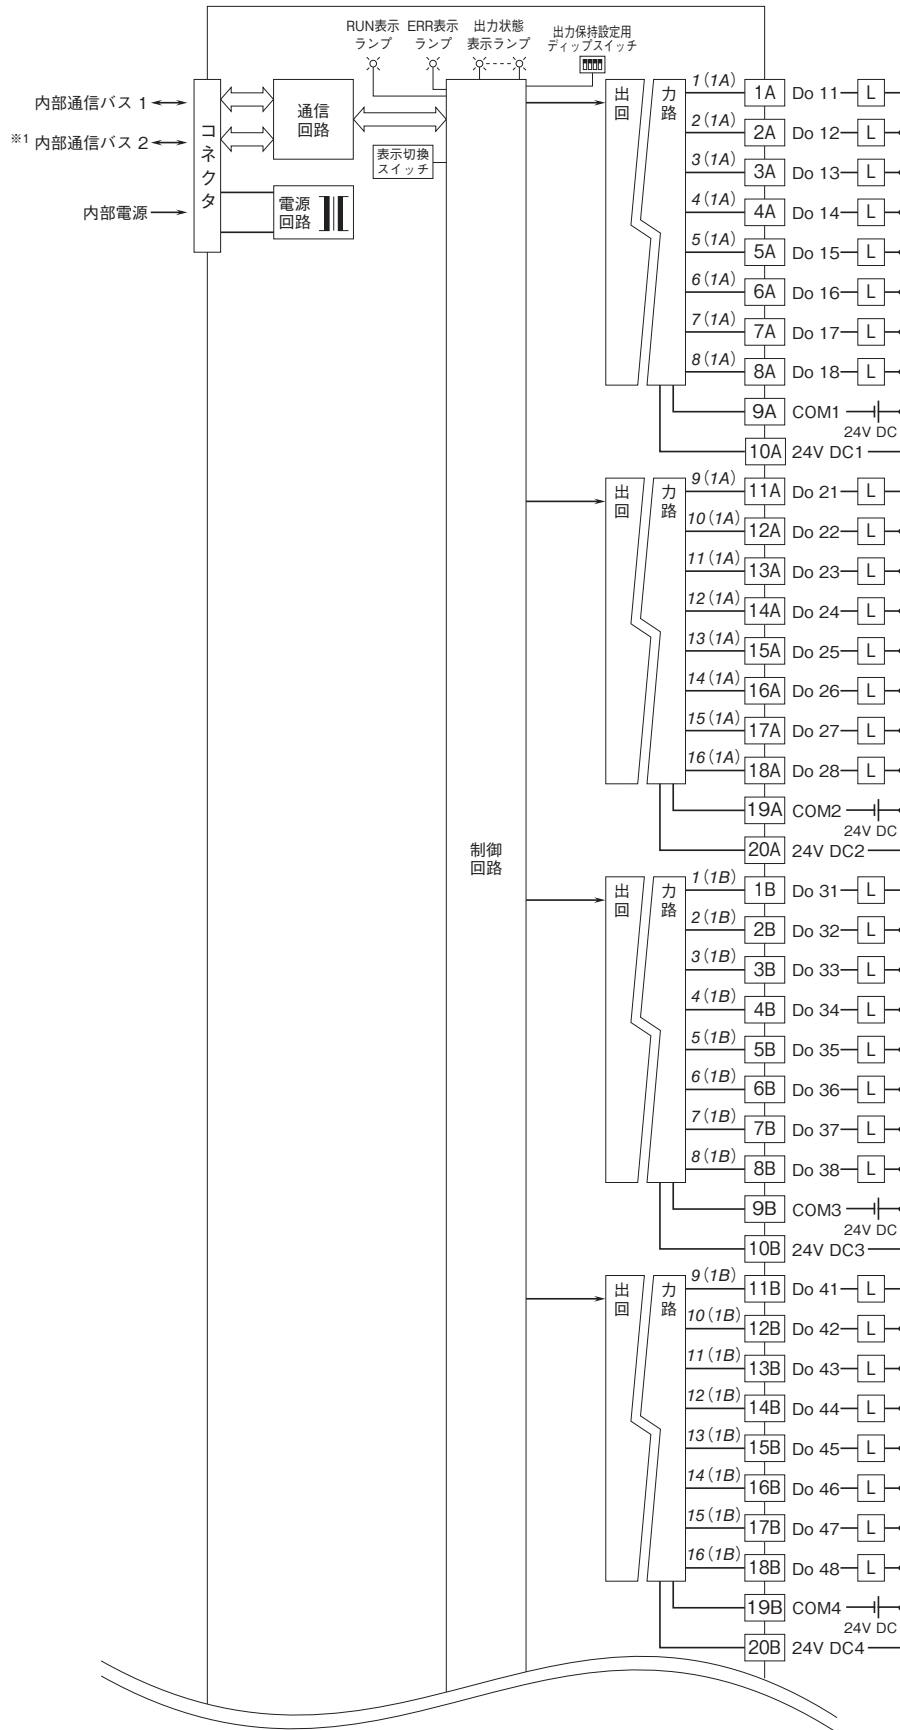 RUN表示
ランプ
ERR表示
ランプ
出力状態
表示ランプ
出力保持設定用
ディップスイッチ
内部通信バス 1
※1 内部通信バス 2
内部電源
コネクタ
通信
回路
表示切換
スイッチ
電源
回路
制御
回路
出力
回路
1(1A) 1A Do 11 L
2(1A) 2A Do 12 L
3(1A) 3A Do 13 L
4(1A) 4A Do 14 L
5(1A) 5A Do 15 L
6(1A) 6A Do 16 L
7(1A) 7A Do 17 L
8(1A) 8A Do 18 L
9A COM1
24V DC
10A 24V DC1
出力
回路
9(1A) 11A Do 21 L
10(1A) 12A Do 22 L
11(1A) 13A Do 23 L
12(1A) 14A Do 24 L
13(1A) 15A Do 25 L
14(1A) 16A Do 26 L
15(1A) 17A Do 27 L
16(1A) 18A Do 28 L
19A COM2
24V DC
20A 24V DC2
出力
回路
1(1B) 1B Do 31 L
2(1B) 2B Do 32 L
3(1B) 3B Do 33 L
4(1B) 4B Do 34 L
5(1B) 5B Do 35 L
6(1B) 6B Do 36 L
7(1B) 7B Do 37 L
8(1B) 8B Do 38 L
9B COM3
24V DC
10B 24V DC3
出力
回路
9(1B) 11B Do 41 L
10(1B) 12B Do 42 L
11(1B) 13B Do 43 L
12(1B) 14B Do 44 L
13(1B) 15B Do 45 L
14(1B) 16B Do 46 L
15(1B) 17B Do 47 L
16(1B) 18B Do 48 L
19B COM4
24V DC
20B 24V DC4